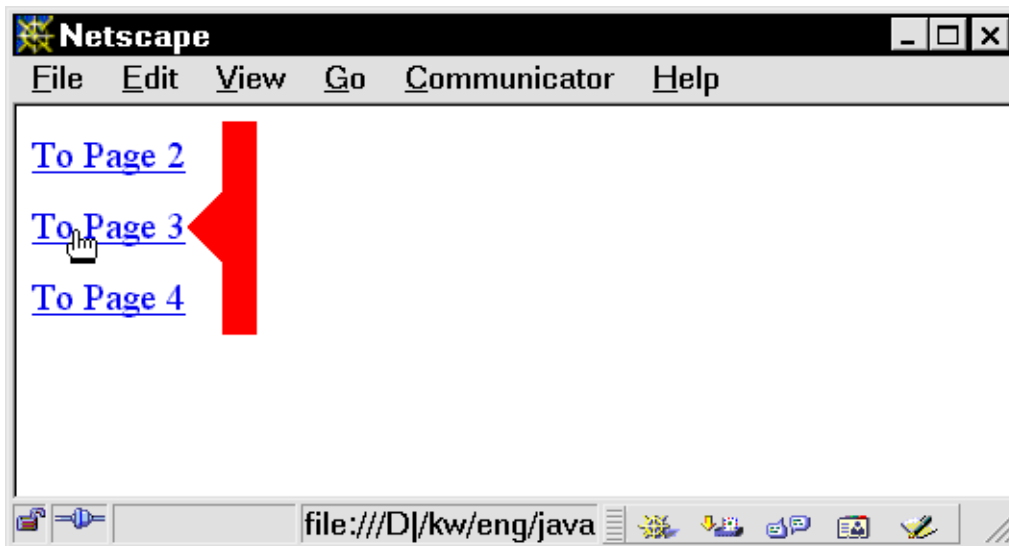 Netscape
File Edit View Go Communicator Help
To Page 2
To Page 3
To Page 4
file:///D|/kw/eng/java